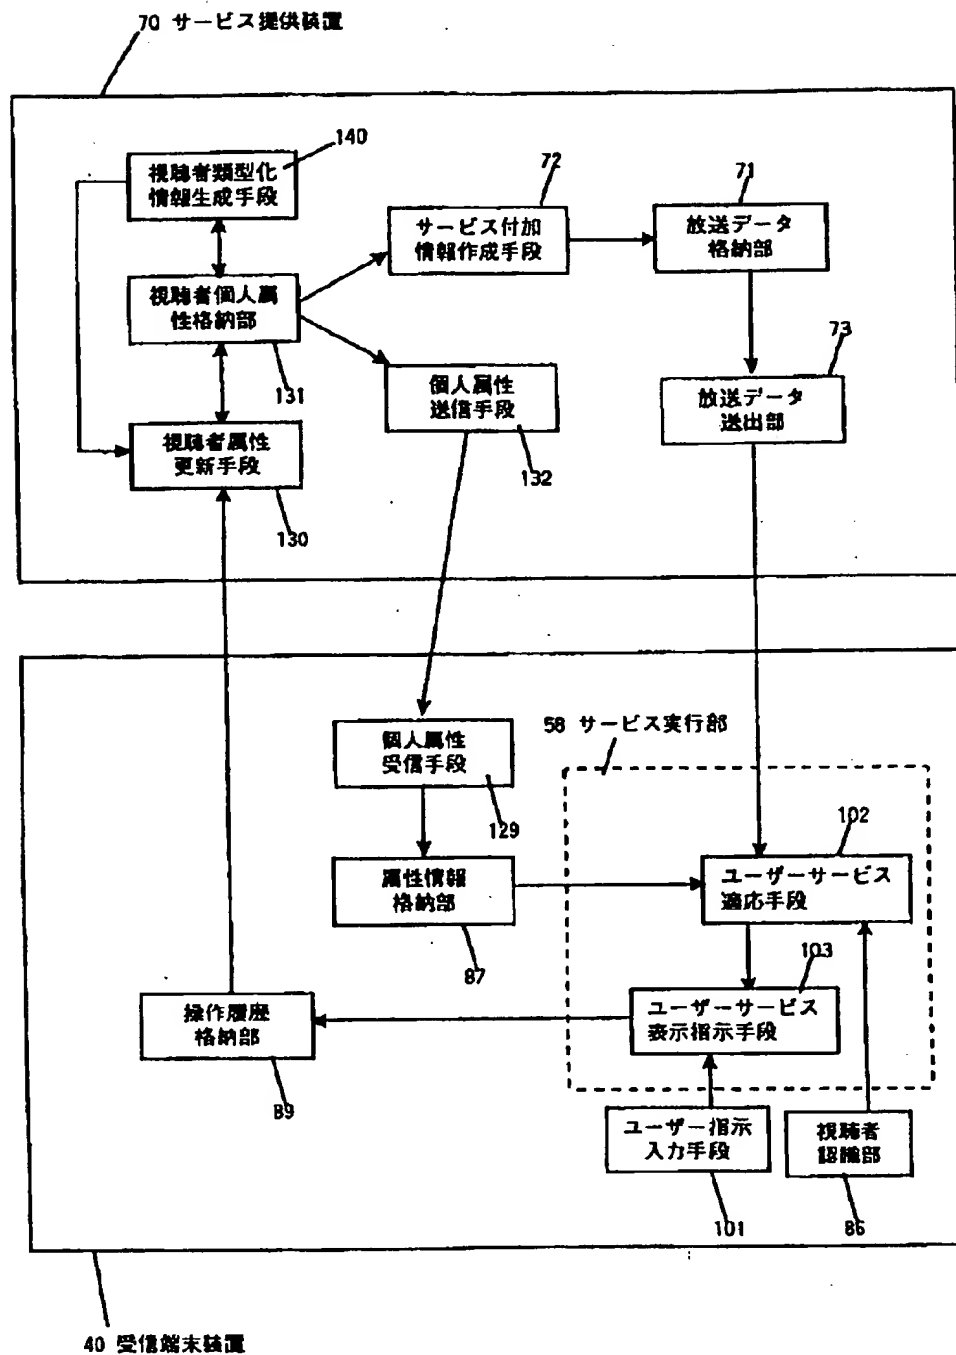 70 サービス提供装置
140
視聴者類型化
情報生成手段
72
サービス付加
情報作成手段
71
放送データ
格納部
視聴者個人属
性格納部
131
個人属性
送信手段
132
73
放送データ
送出部
視聴者属性
更新手段
130
個人属性
受信手段
129
58 サービス実行部
102
ユーザーサービス
適応手段
属性情報
格納部
87
103
ユーザーサービス
表示指示手段
操作履歴
格納部
89
ユーザー指示
入力手段
101
視聴者
認識部
86
40 受信端末装置